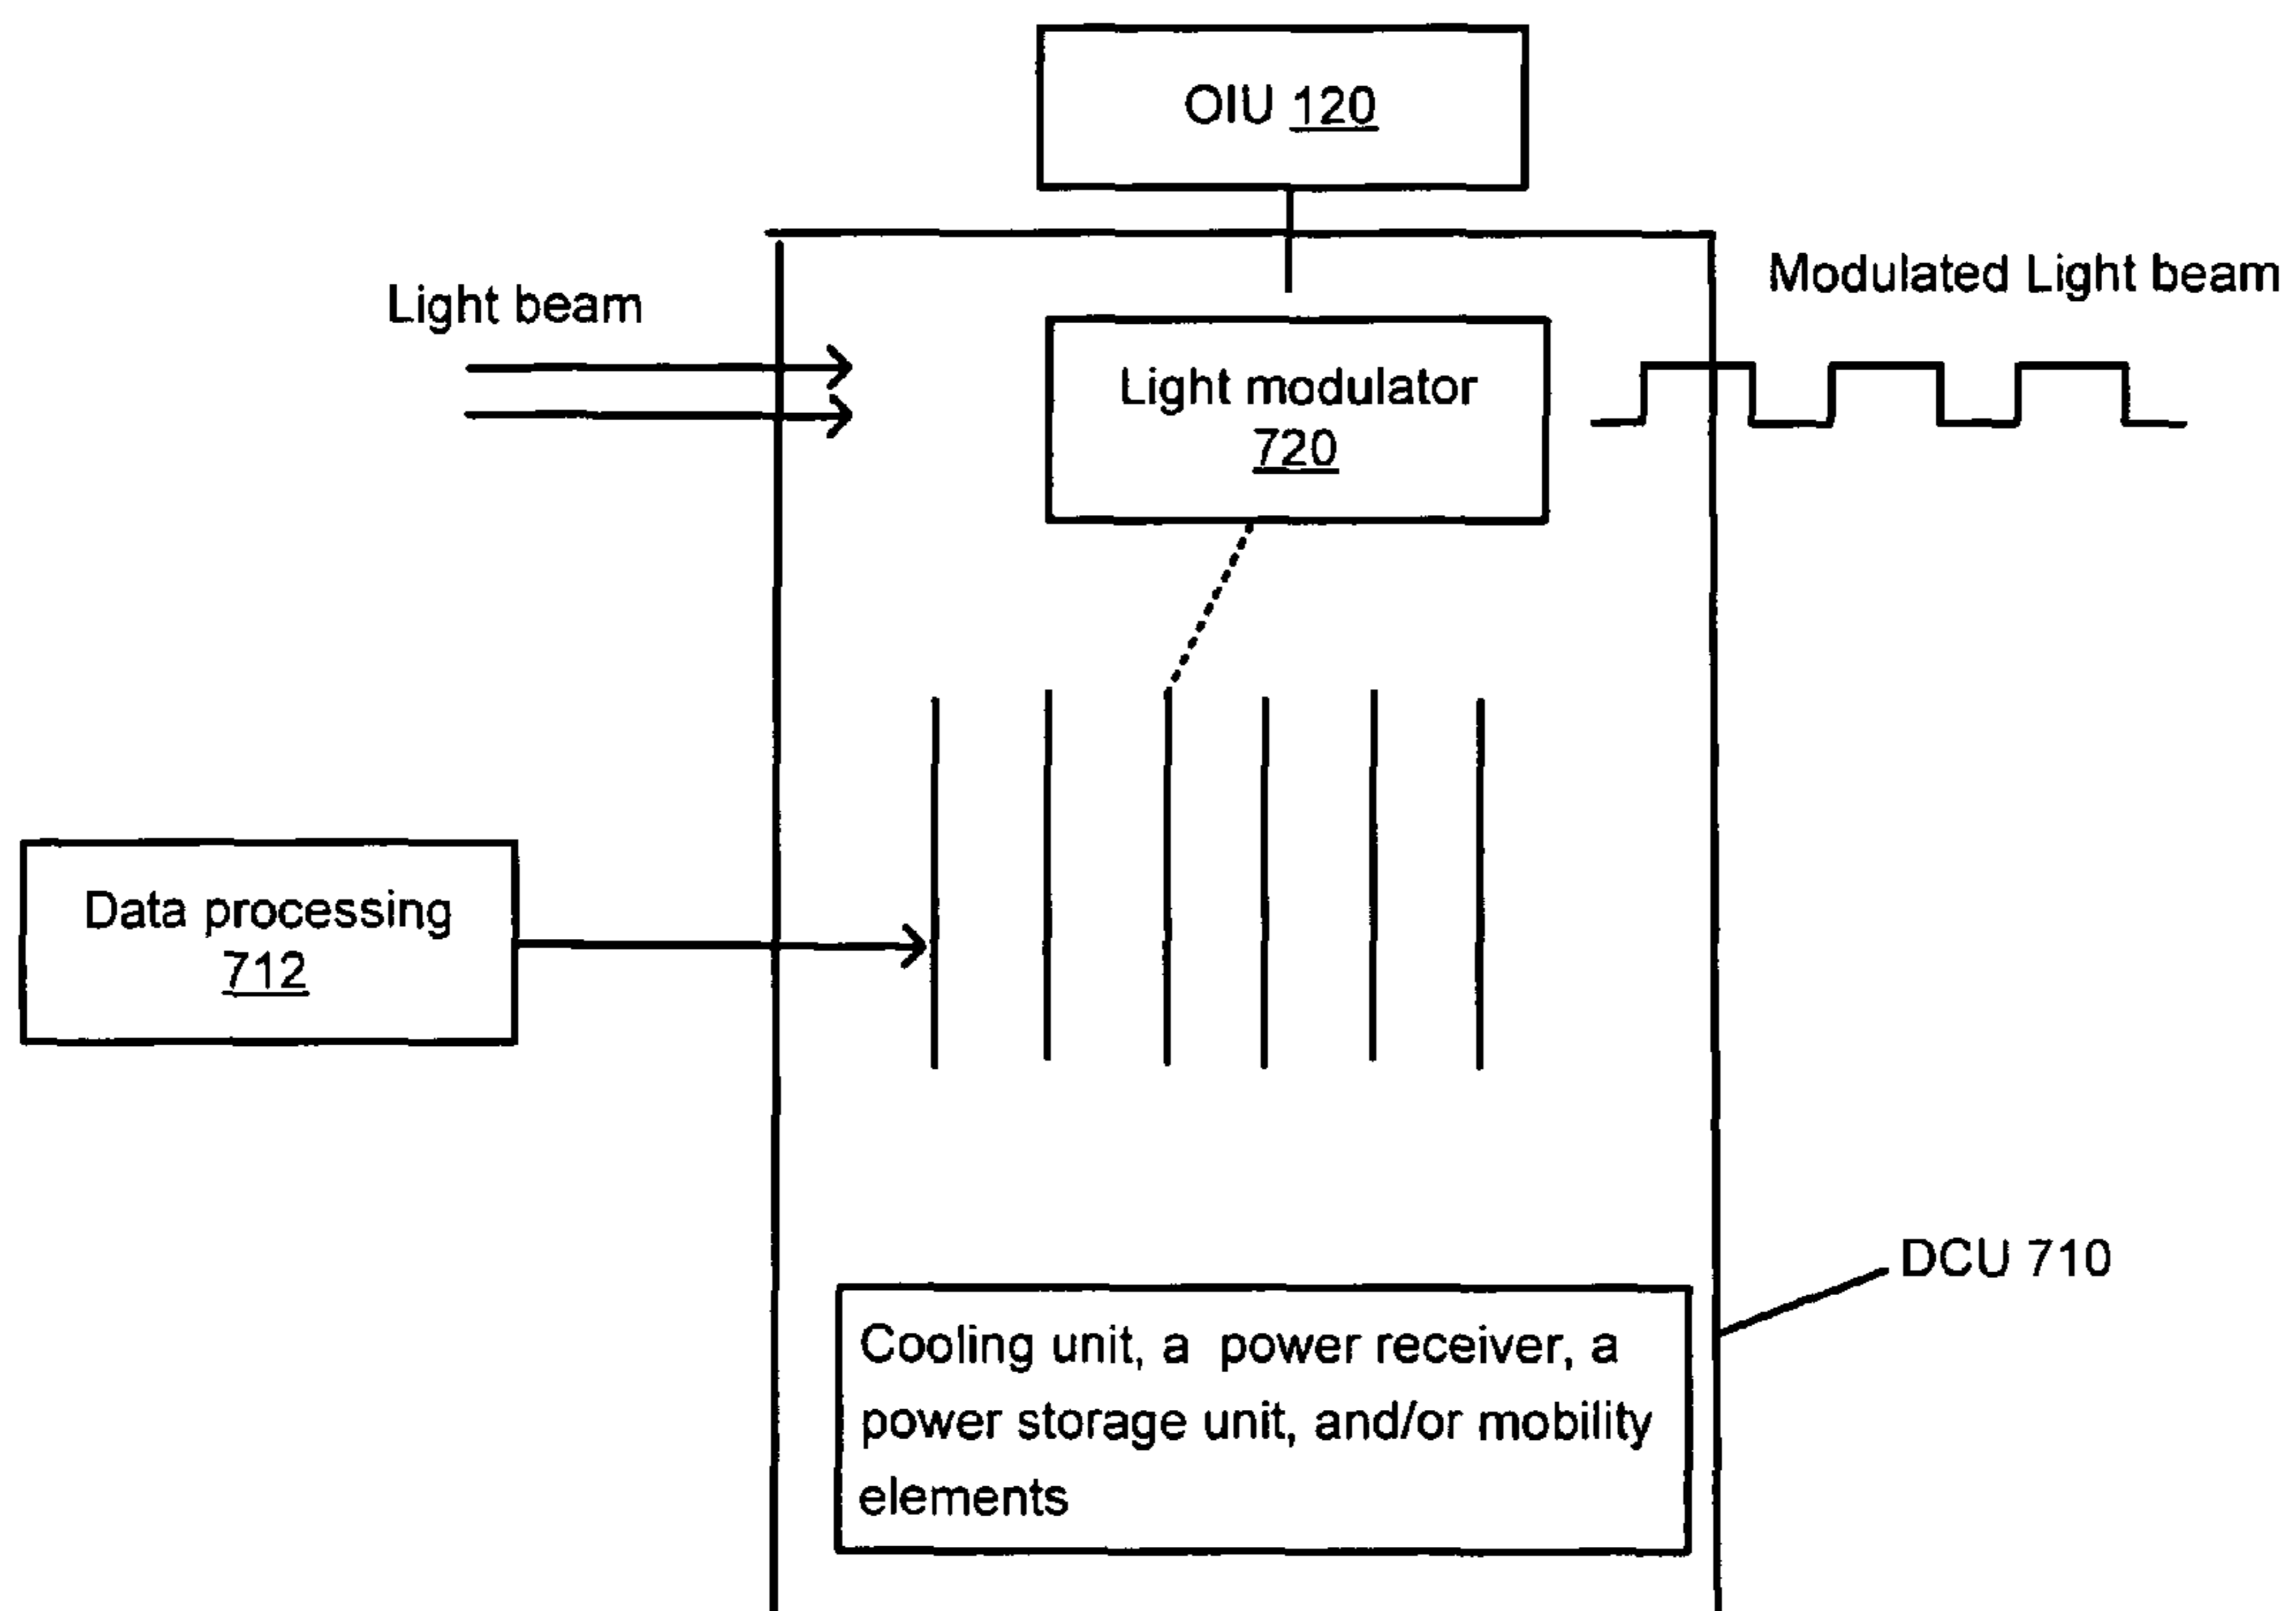 OIU 120
Light beam
Modulated Light beam
Light modulator
720
Data processing
712
DCU 710
Cooling unit, a power receiver, a
power storage unit, and/or mobility
elements